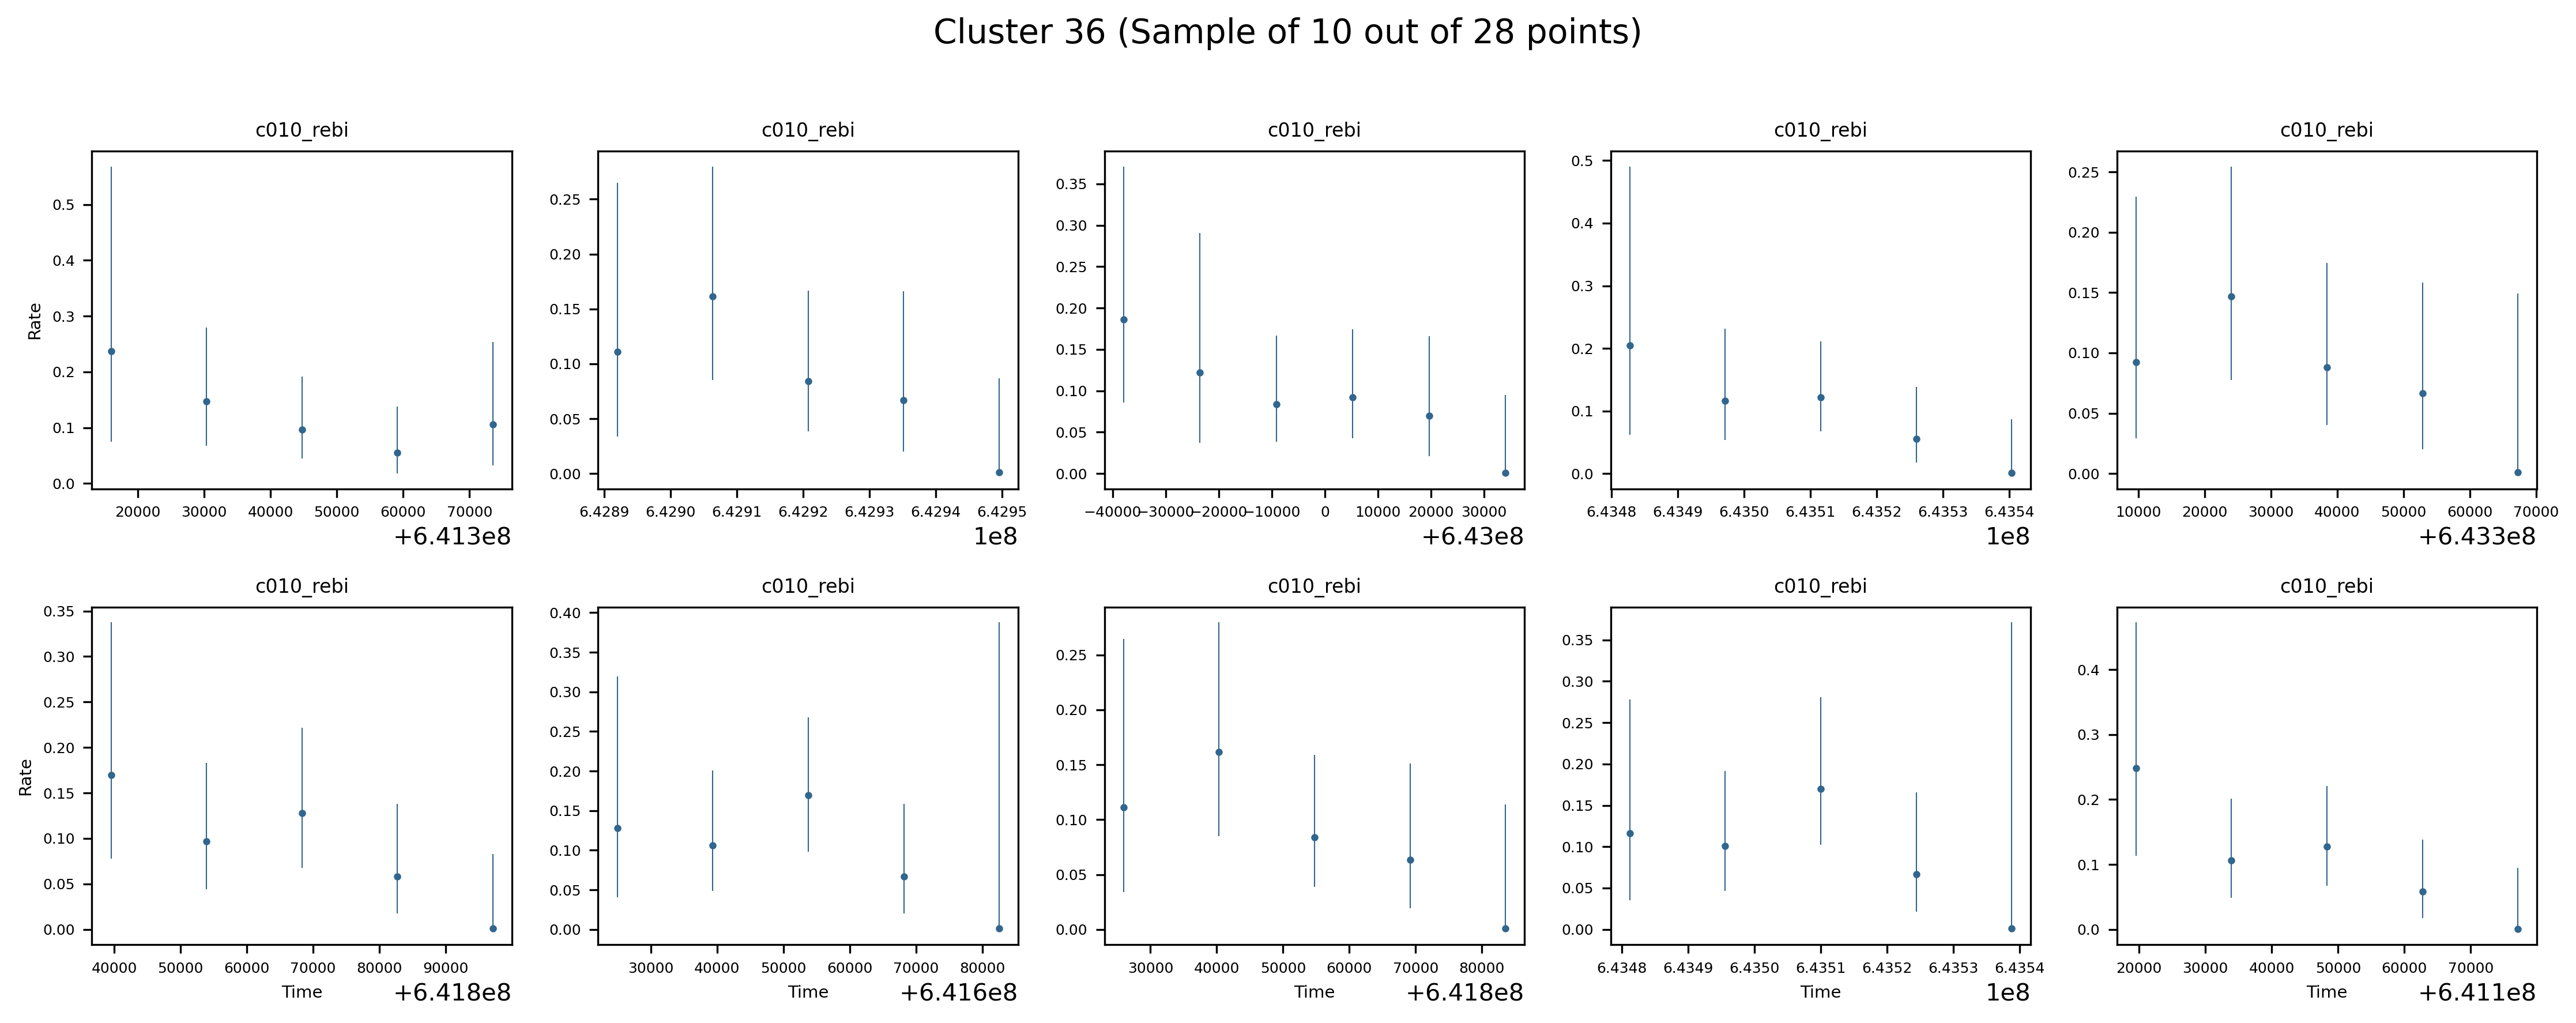 Cluster 36 (Sample of 10 out of 28 points)
c010_rebi c010_rebi c010_rebi c010_rebi c010_rebi
Rate
0.5 0.4 0.3 0.2 0.1 0.0
20000 30000 40000 50000 60000 70000
+6.413e8
0.25 0.20 0.15 0.10 0.05 0.00
6.4289 6.4290 6.4291 6.4292 6.4293 6.4294 6.4295
1e8
0.35 0.30 0.25 0.20 0.15 0.10 0.05 0.00
−40000 −30000 −20000 −10000 0 10000 20000 30000
+6.43e8
0.5 0.4 0.3 0.2 0.1 0.0
6.4348 6.4349 6.4350 6.4351 6.4352 6.4353 6.4354
1e8
0.25 0.20 0.15 0.10 0.05 0.00
10000 20000 30000 40000 50000 60000 70000
+6.433e8
c010_rebi c010_rebi c010_rebi c010_rebi c010_rebi
Rate
0.35 0.30 0.25 0.20 0.15 0.10 0.05 0.00
40000 50000 60000 70000 80000 90000
Time +6.418e8
0.40 0.35 0.30 0.25 0.20 0.15 0.10 0.05 0.00
30000 40000 50000 60000 70000 80000
Time +6.416e8
0.25 0.20 0.15 0.10 0.05 0.00
30000 40000 50000 60000 70000 80000
Time +6.418e8
0.35 0.30 0.25 0.20 0.15 0.10 0.05 0.00
6.4348 6.4349 6.4350 6.4351 6.4352 6.4353 6.4354
Time 1e8
0.4 0.3 0.2 0.1 0.0
20000 30000 40000 50000 60000 70000
Time +6.411e8